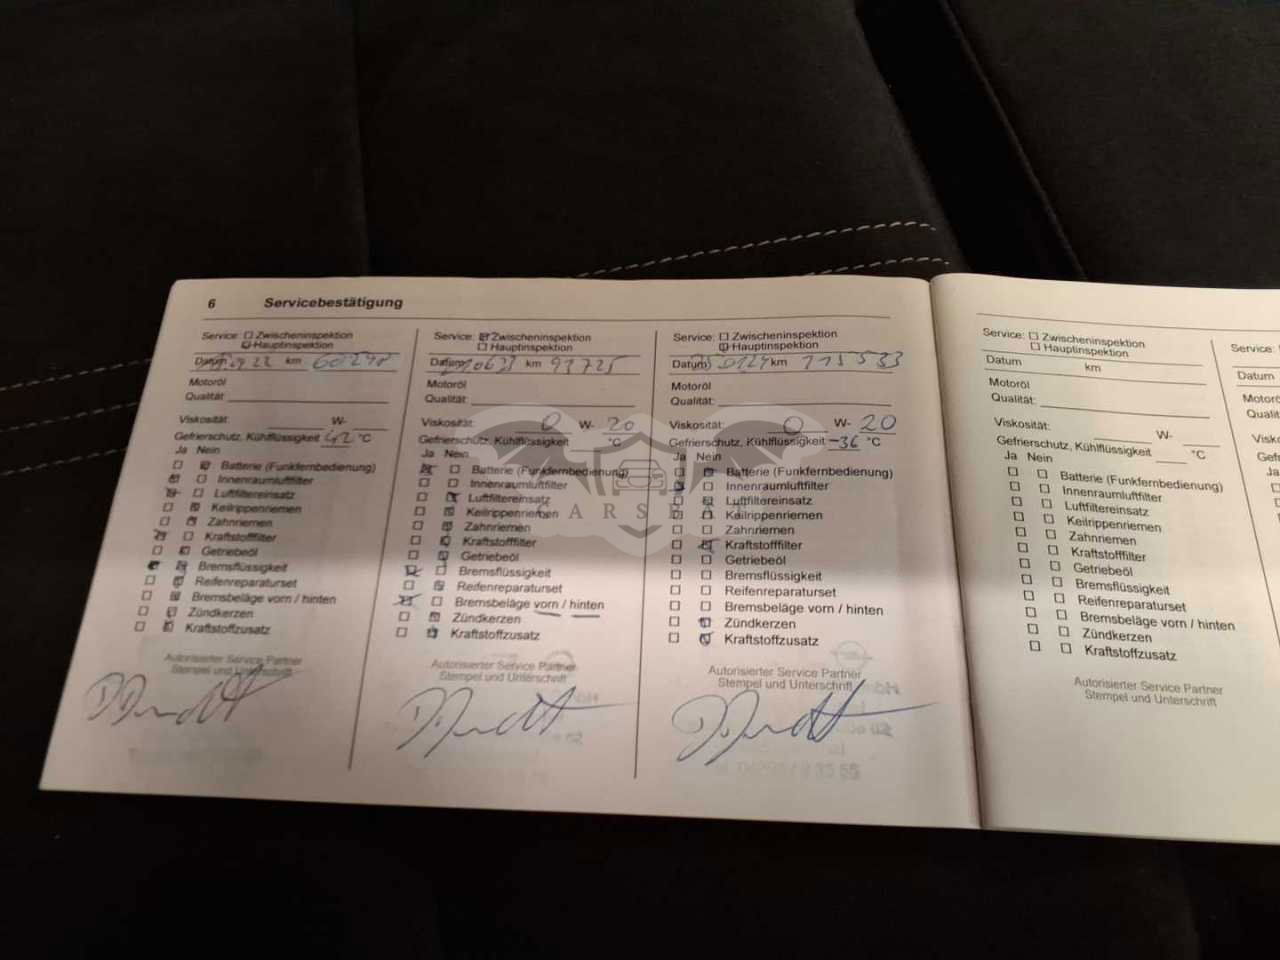 6 Servicebestätigung
Service: Zwischeninspektion
Hauptinspektion
Datum 22 km
Motoröl
Qualität:
Viskosität: W-
Gefrierschutz, Kühlflüssigkeit 42 °C
Ja Nein
Batterie (Funkfernbedienung)
Innenraumluftfilter
Luftfiltereinsatz
Keilrippenriemen
Zahnriemen
Kraftstofffilter
Getriebeöl
Bremsflüssigkeit
Reifenreparaturset
Bremsbeläge vorn / hinten
Zündkerzen
Kraftstoffzusatz
Autorisierter Service Partner
Stempel und Unterschrift
Service: Zwischeninspektion
Hauptinspektion
Datum km 93725
Motoröl
Qualität:
Viskosität: 0 W- 20
Gefrierschutz, Kühlflüssigkeit °C
Ja Nein
Batterie (Funkfernbedienung)
Innenraumluftfilter
Luftfiltereinsatz
Keilrippenriemen
Zahnriemen
Kraftstofffilter
Getriebeöl
Bremsflüssigkeit
Reifenreparaturset
Bremsbeläge vorn / hinten
Zündkerzen
Kraftstoffzusatz
Autorisierter Service Partner
Stempel und Unterschrift
Service: Zwischeninspektion
Hauptinspektion
Datum km 115533
Motoröl
Qualität:
Viskosität: 0 W- 20
Gefrierschutz, Kühlflüssigkeit -36 °C
Ja Nein
Batterie (Funkfernbedienung)
Innenraumluftfilter
Luftfiltereinsatz
Keilrippenriemen
Zahnriemen
Kraftstofffilter
Getriebeöl
Bremsflüssigkeit
Reifenreparaturset
Bremsbeläge vorn / hinten
Zündkerzen
Kraftstoffzusatz
Autorisierter Service Partner
Stempel und Unterschrift
Service: Zwischeninspektion
Hauptinspektion
Datum km
Motoröl
Qualität:
Viskosität: W-
Gefrierschutz, Kühlflüssigkeit °C
Ja Nein
Batterie (Funkfernbedienung)
Innenraumluftfilter
Luftfiltereinsatz
Keilrippenriemen
Zahnriemen
Kraftstofffilter
Getriebeöl
Bremsflüssigkeit
Reifenreparaturset
Bremsbeläge vorn / hinten
Zündkerzen
Kraftstoffzusatz
Autorisierter Service Partner
Stempel und Unterschrift
Service:
Datum